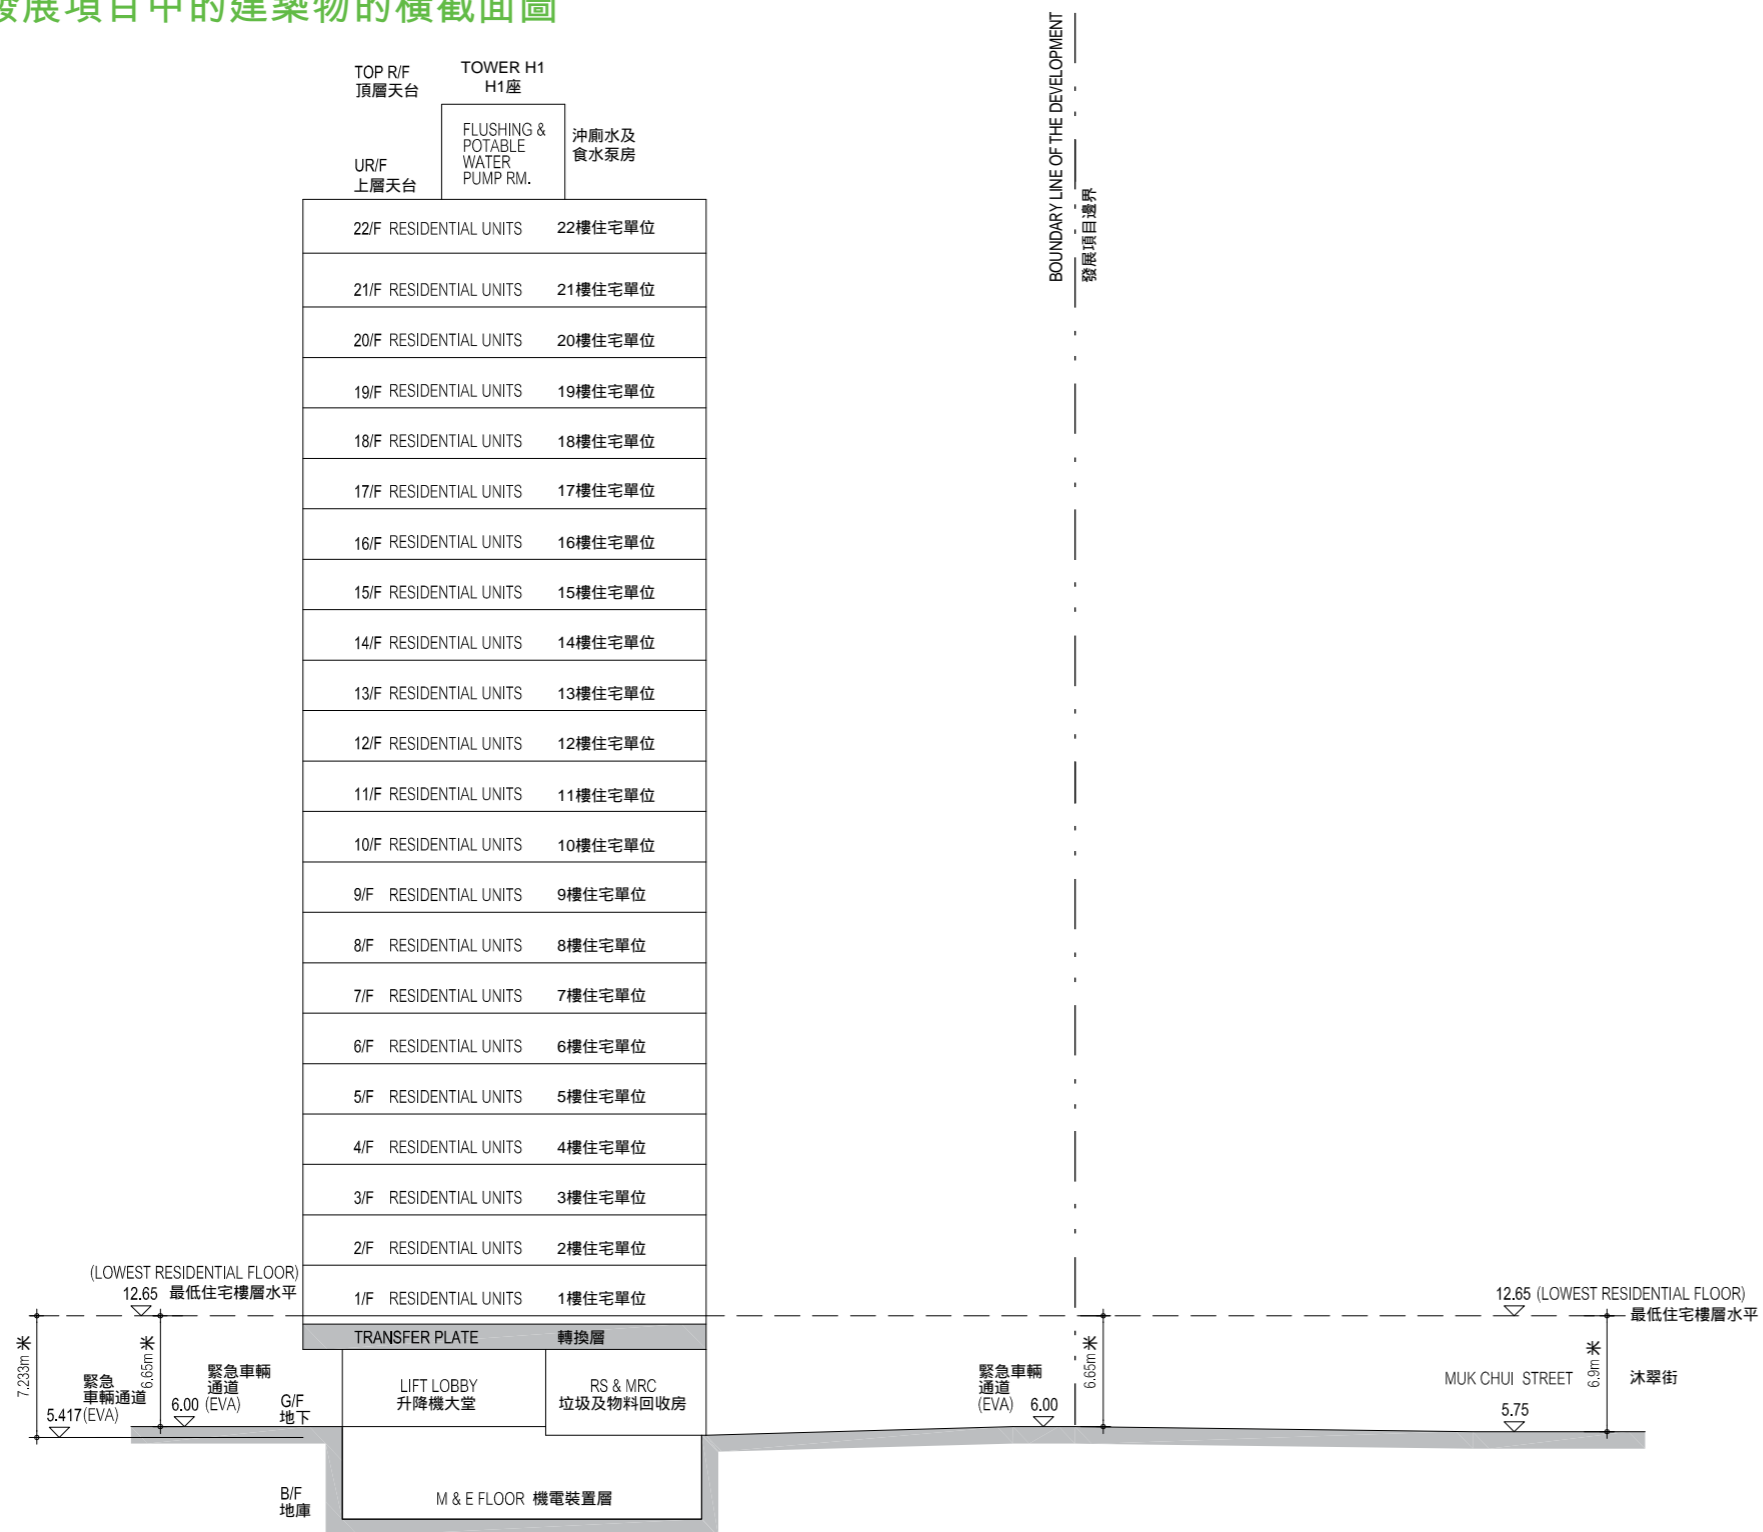 發展項目中的建築物的橫截面圖
TOP R/F
頂層天台
TOWER H1
H1座
FLUSHING &
POTABLE
WATER
PUMP RM.
沖廁水及
食水泵房
UR/F
上層天台
BOUNDARY LINE OF THE DEVELOPMENT
發展項目邊界
22/F RESIDENTIAL UNITS 22樓住宅單位
21/F RESIDENTIAL UNITS 21樓住宅單位
20/F RESIDENTIAL UNITS 20樓住宅單位
19/F RESIDENTIAL UNITS 19樓住宅單位
18/F RESIDENTIAL UNITS 18樓住宅單位
17/F RESIDENTIAL UNITS 17樓住宅單位
16/F RESIDENTIAL UNITS 16樓住宅單位
15/F RESIDENTIAL UNITS 15樓住宅單位
14/F RESIDENTIAL UNITS 14樓住宅單位
13/F RESIDENTIAL UNITS 13樓住宅單位
12/F RESIDENTIAL UNITS 12樓住宅單位
11/F RESIDENTIAL UNITS 11樓住宅單位
10/F RESIDENTIAL UNITS 10樓住宅單位
9/F RESIDENTIAL UNITS 9樓住宅單位
8/F RESIDENTIAL UNITS 8樓住宅單位
7/F RESIDENTIAL UNITS 7樓住宅單位
6/F RESIDENTIAL UNITS 6樓住宅單位
5/F RESIDENTIAL UNITS 5樓住宅單位
4/F RESIDENTIAL UNITS 4樓住宅單位
3/F RESIDENTIAL UNITS 3樓住宅單位
2/F RESIDENTIAL UNITS 2樓住宅單位
1/F RESIDENTIAL UNITS 1樓住宅單位
TRANSFER PLATE 轉換層
(LOWEST RESIDENTIAL FLOOR)
12.65 最低住宅樓層水平
7.233m 米
6.65m 米
緊急
車輛通道
5.417(EVA)
緊急車輛
通道
6.00 (EVA)
G/F
地下
LIFT LOBBY
升降機大堂
RS & MRC
垃圾及物料回收房
B/F
地庫
M & E FLOOR 機電裝置層
緊急車輛
通道
(EVA) 6.00
6.65m 米
12.65 (LOWEST RESIDENTIAL FLOOR)
最低住宅樓層水平
MUK CHUI STREET 沐翠街
6.9m 米
5.75